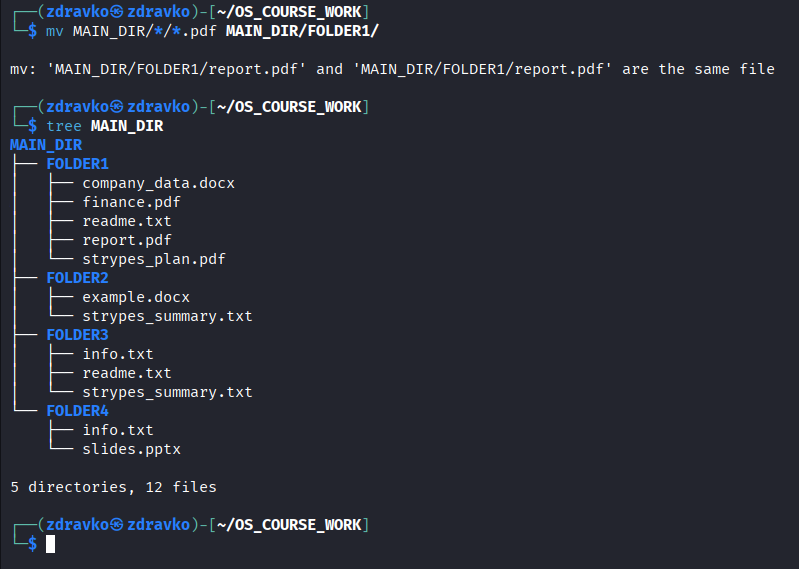 ┌──(zdravko㉿zdravko)-[~/OS_COURSE_WORK]
└─$ mv MAIN_DIR/*/*.pdf MAIN_DIR/FOLDER1/
mv: 'MAIN_DIR/FOLDER1/report.pdf' and 'MAIN_DIR/FOLDER1/report.pdf' are the same file
┌──(zdravko㉿zdravko)-[~/OS_COURSE_WORK]
└─$ tree MAIN_DIR
MAIN_DIR
├── FOLDER1
│   ├── company_data.docx
│   ├── finance.pdf
│   ├── readme.txt
│   ├── report.pdf
│   └── strypes_plan.pdf
├── FOLDER2
│   ├── example.docx
│   └── strypes_summary.txt
├── FOLDER3
│   ├── info.txt
│   ├── readme.txt
│   └── strypes_summary.txt
└── FOLDER4
    ├── info.txt
    └── slides.pptx
5 directories, 12 files
┌──(zdravko㉿zdravko)-[~/OS_COURSE_WORK]
└─$